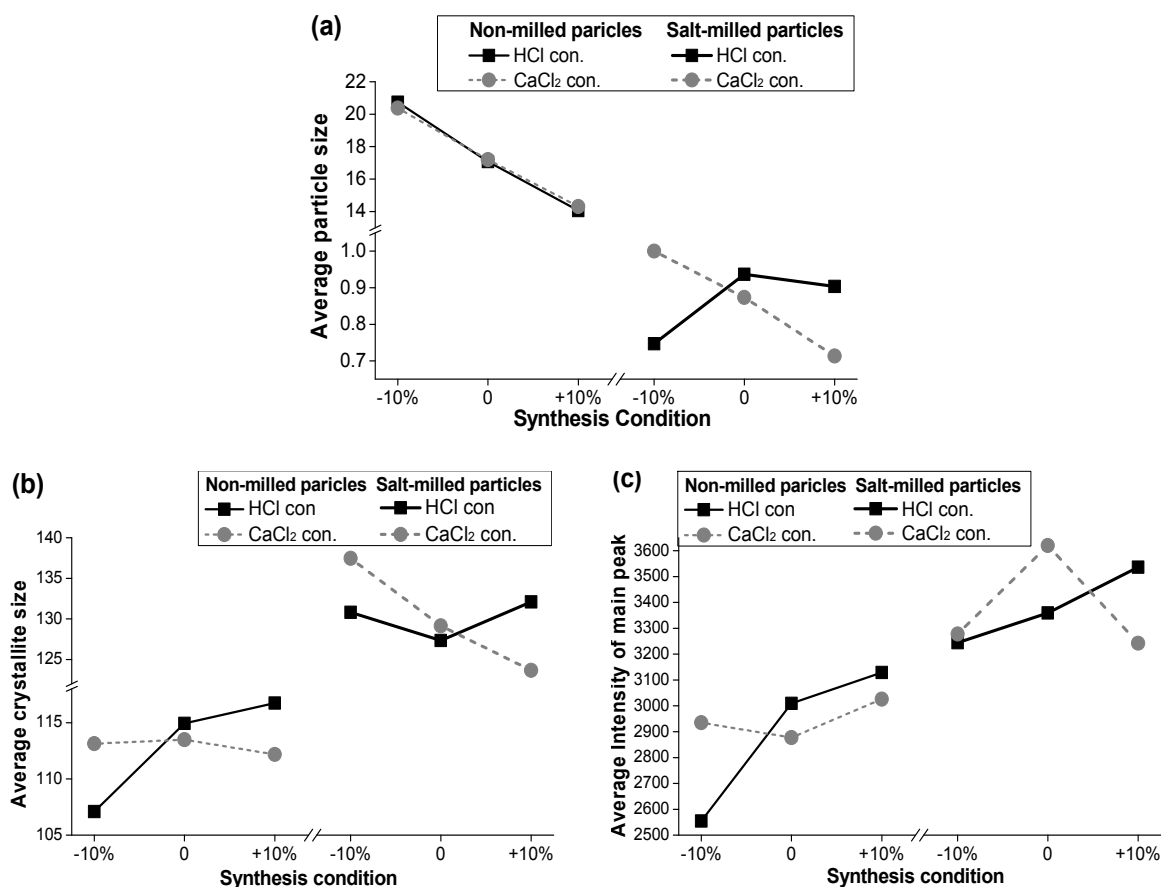 (a)
Non-milled paricles Salt-milled particles
HCl con. HCl con.
CaCl₂ con. CaCl₂ con.
Average particle size
22
20
18
16
14
1.0
0.9
0.8
0.7
-10% 0 +10% -10% 0 +10%
Synthesis Condition
(b)
Non-milled paricles Salt-milled particles
HCl con HCl con
CaCl₂ con. CaCl₂ con.
Average crystallite size
140
135
130
125
115
110
105
-10% 0 +10% -10% 0 +10%
Synthesis condition
(c)
Non-milled paricles Salt-milled particles
HCl con. HCl con.
CaCl₂ con. CaCl₂ con.
Average Intensity of main peak
3600
3500
3400
3300
3200
3100
3000
2900
2800
2700
2600
2500
-10% 0 +10% -10% 0 +10%
Synthesis condition